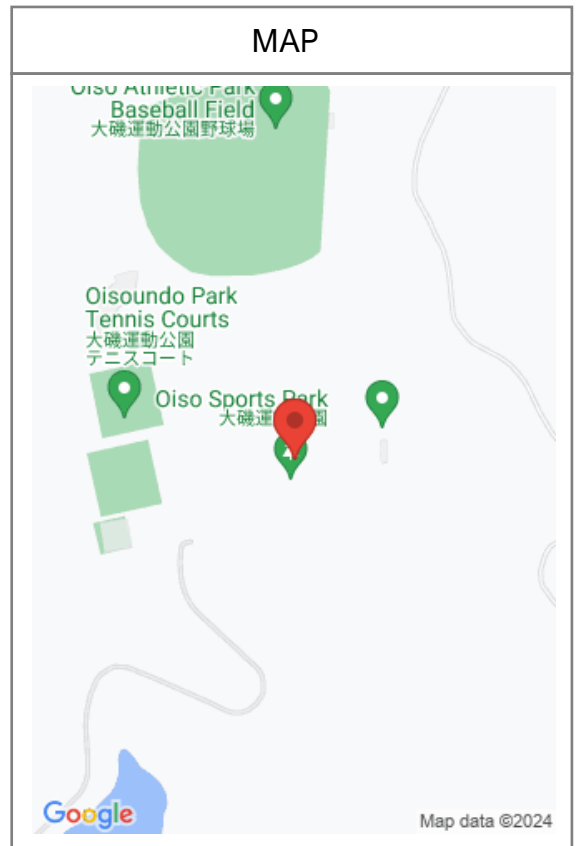 MAP
Oiso Athletic Park
Baseball Field
大磯運動公園野球場
Oisoundo Park
Tennis Courts
大磯運動公園
テニスコート
Oiso Sports Park
大磯運 園
Google
Map data ©2024